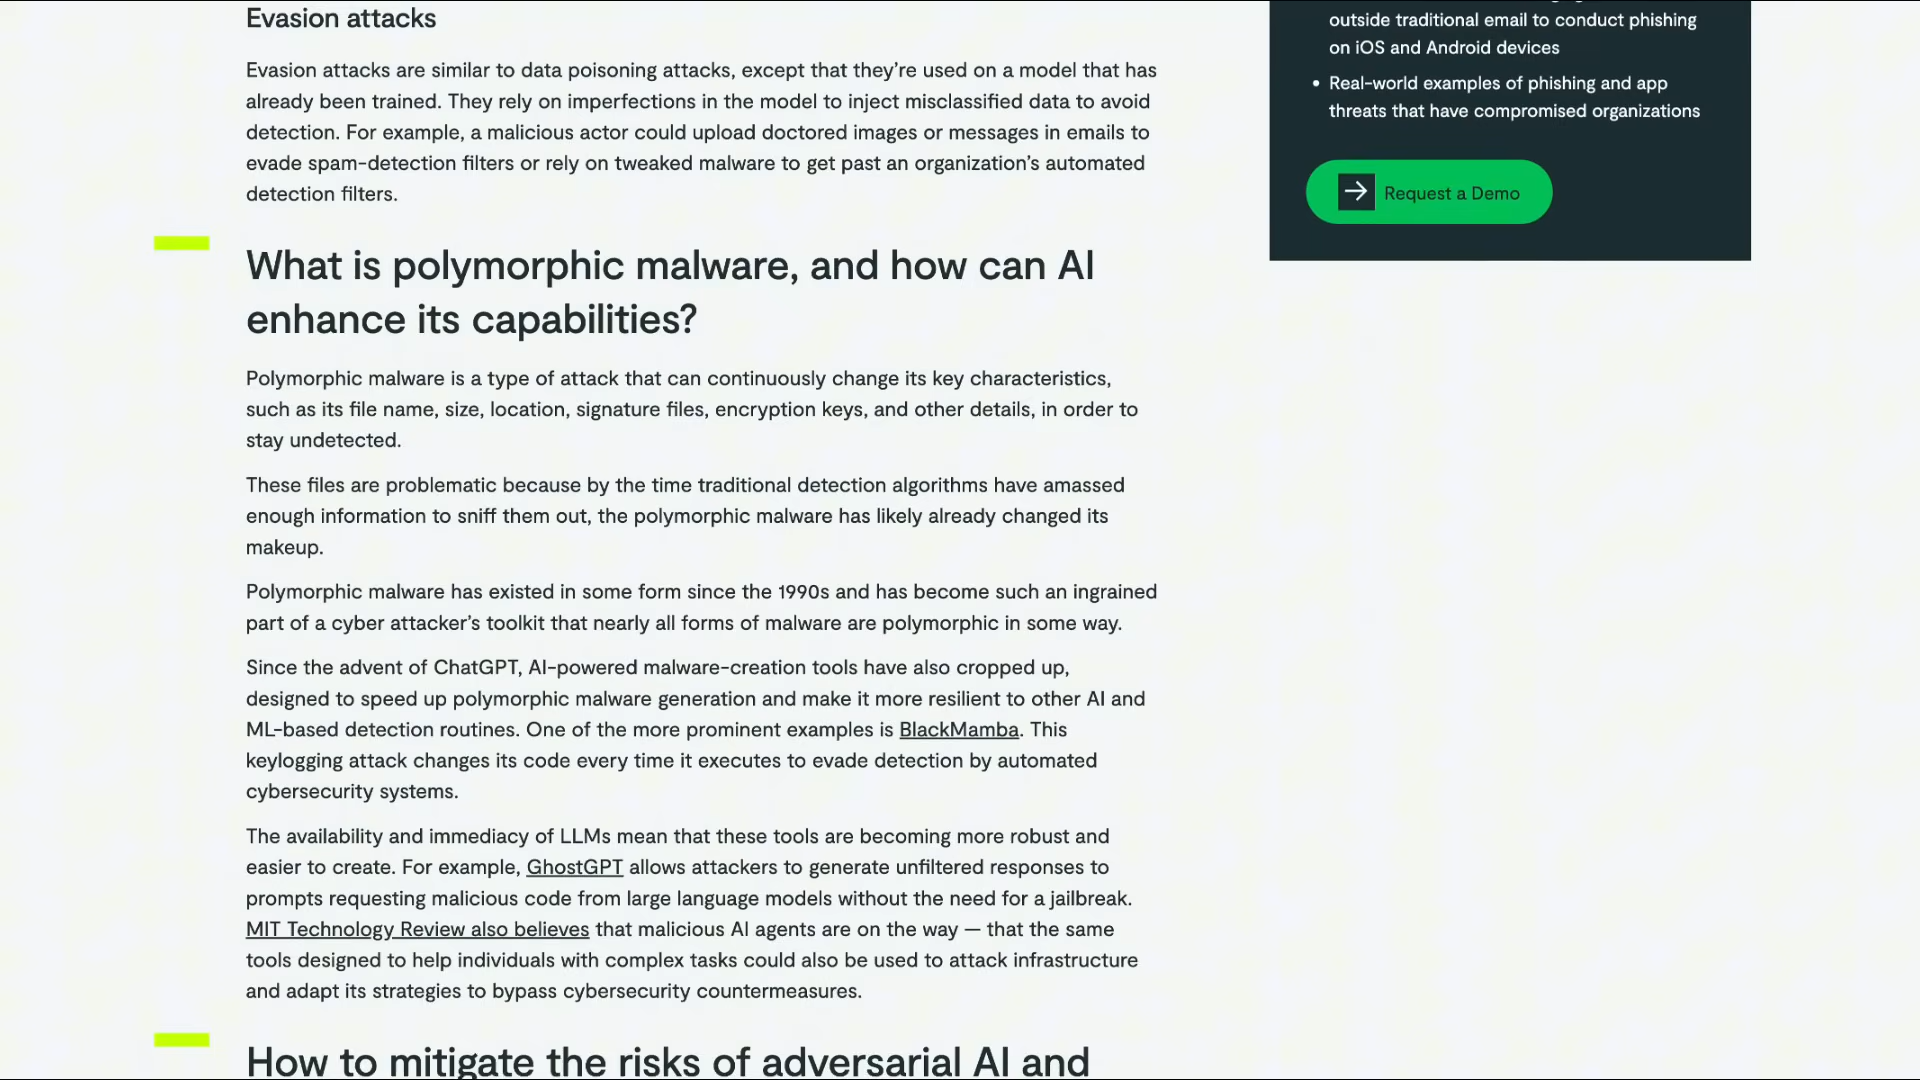 Evasion attacks
Evasion attacks are similar to data poisoning attacks, except that they're used on a model that has
already been trained. They rely on imperfections in the model to inject misclassified data to avoid
detection. For example, a malicious actor could upload doctored images or messages in emails to
evade spam-detection filters or rely on tweaked malware to get past an organization's automated
detection filters.
What is polymorphic malware, and how can AI
enhance its capabilities?
Polymorphic malware is a type of attack that can continuously change its key characteristics,
such as its file name, size, location, signature files, encryption keys, and other details, in order to
stay undetected.
These files are problematic because by the time traditional detection algorithms have amassed
enough information to sniff them out, the polymorphic malware has likely already changed its
makeup.
Polymorphic malware has existed in some form since the 1990s and has become such an ingrained
part of a cyber attacker's toolkit that nearly all forms of malware are polymorphic in some way.
Since the advent of ChatGPT, AI-powered malware-creation tools have also cropped up,
designed to speed up polymorphic malware generation and make it more resilient to other AI and
ML-based detection routines. One of the more prominent examples is BlackMamba. This
keylogging attack changes its code every time it executes to evade detection by automated
cybersecurity systems.
The availability and immediacy of LLMs mean that these tools are becoming more robust and
easier to create. For example, GhostGPT allows attackers to generate unfiltered responses to
prompts requesting malicious code from large language models without the need for a jailbreak.
MIT Technology Review also believes that malicious AI agents are on the way — that the same
tools designed to help individuals with complex tasks could also be used to attack infrastructure
and adapt its strategies to bypass cybersecurity countermeasures.
How to mitigate the risks of adversarial AI and
outside traditional email to conduct phishing
on iOS and Android devices
• Real-world examples of phishing and app
threats that have compromised organizations
Request a Demo